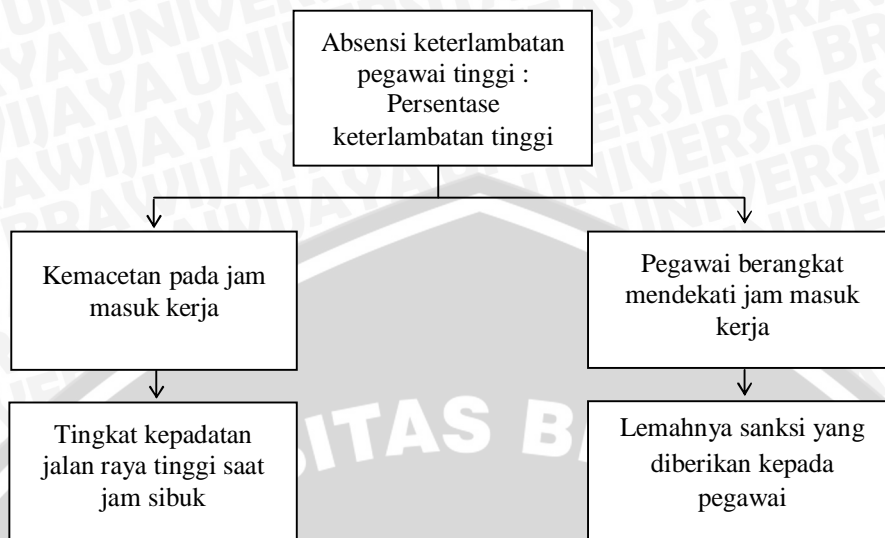 Absensi keterlambatan
pegawai tinggi :
Persentase
keterlambatan tinggi
Kemacetan pada jam
masuk kerja
Pegawai berangkat
mendekati jam masuk
kerja
Tingkat kepadatan
jalan raya tinggi saat
jam sibuk
Lemahnya sanksi yang
diberikan kepada
pegawai
SITAS B